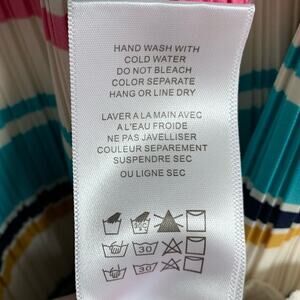 HAND WASH WITH
COLD WATER
DO NOT BLEACH
COLOR SEPARATE
HANG OR LINE DRY
LAVER A LA MAIN AVEC
A L'EAU FROIDE
NE PAS JAVELLISER
COULEUR SEPAREMENT
SUSPENDRE SEC
OU LIGNE SEC
30
30